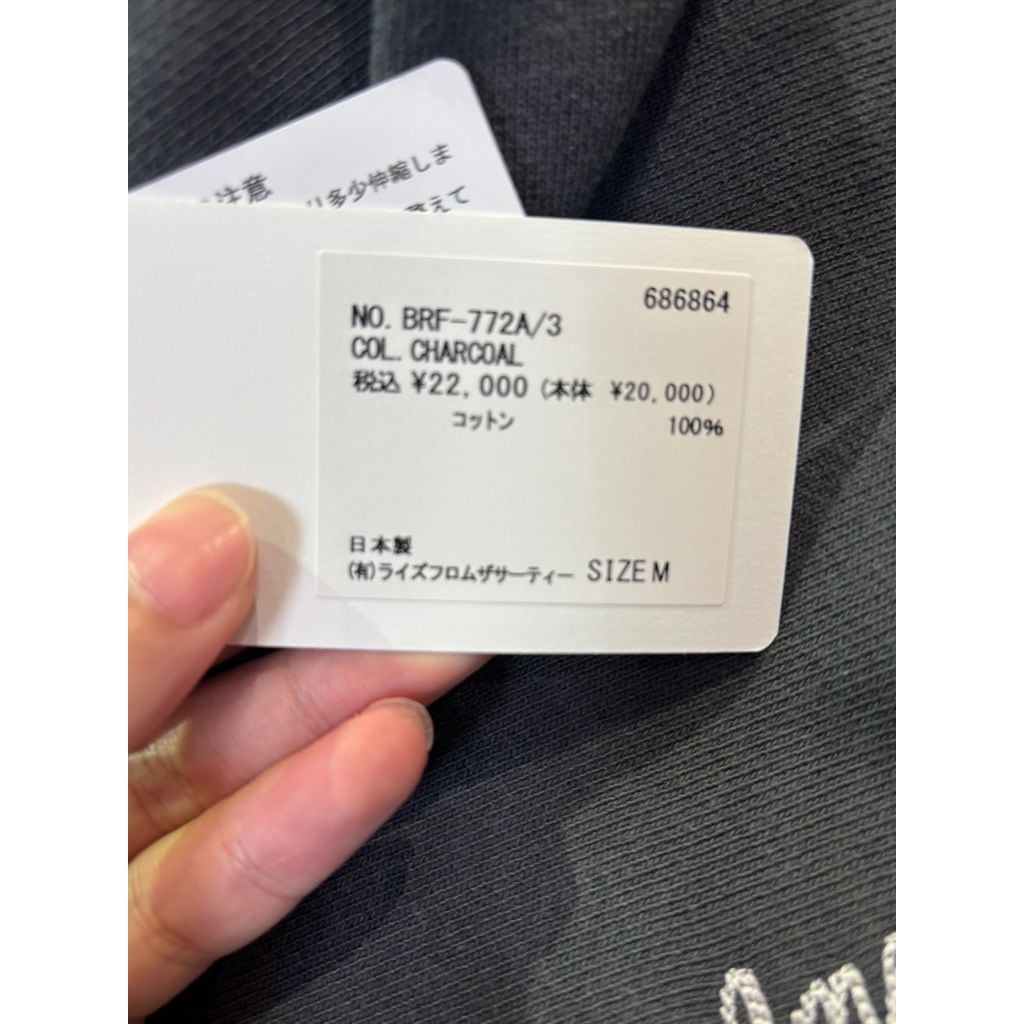 注意
り多少伸縮しま
替えて
686864
NO. BRF-772A/3
COL. CHARCOAL
税込 ¥22,000 (本体 ¥20,000)
コットン 100%
日本製
(有)ライズフロムザサーティー SIZE M